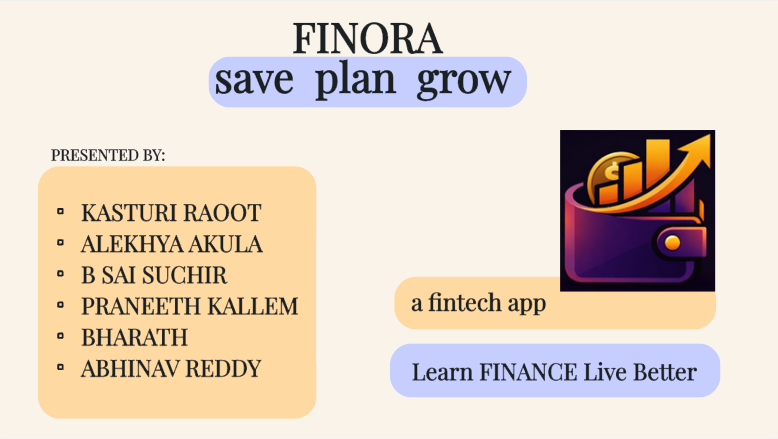 FINORA
save plan grow
PRESENTED BY:
KASTURI RAOOT
ALEKHYA AKULA
B SAI SUCHIR
PRANEETH KALLEM
BHARATH
ABHINAV REDDY
a fintech app
Learn FINANCE Live Better